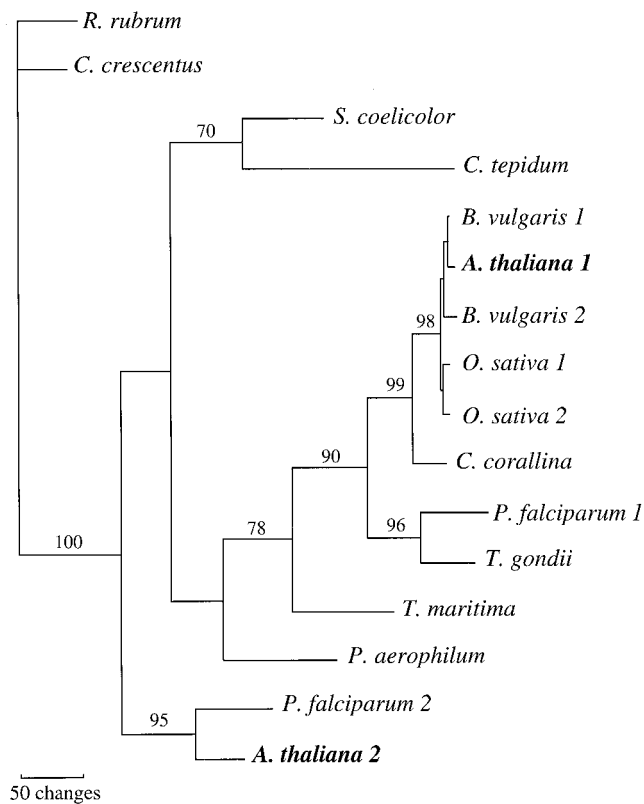 R. rubrum
C. crescentus
S. coelicolor
70
C. tepidum
B. vulgaris 1
A. thaliana 1
B. vulgaris 2
98
O. sativa 1
99
O. sativa 2
90
C. corallina
P. falciparum 1
96
78
T. gondii
100
T. maritima
P. aerophilum
P. falciparum 2
95
A. thaliana 2
50 changes